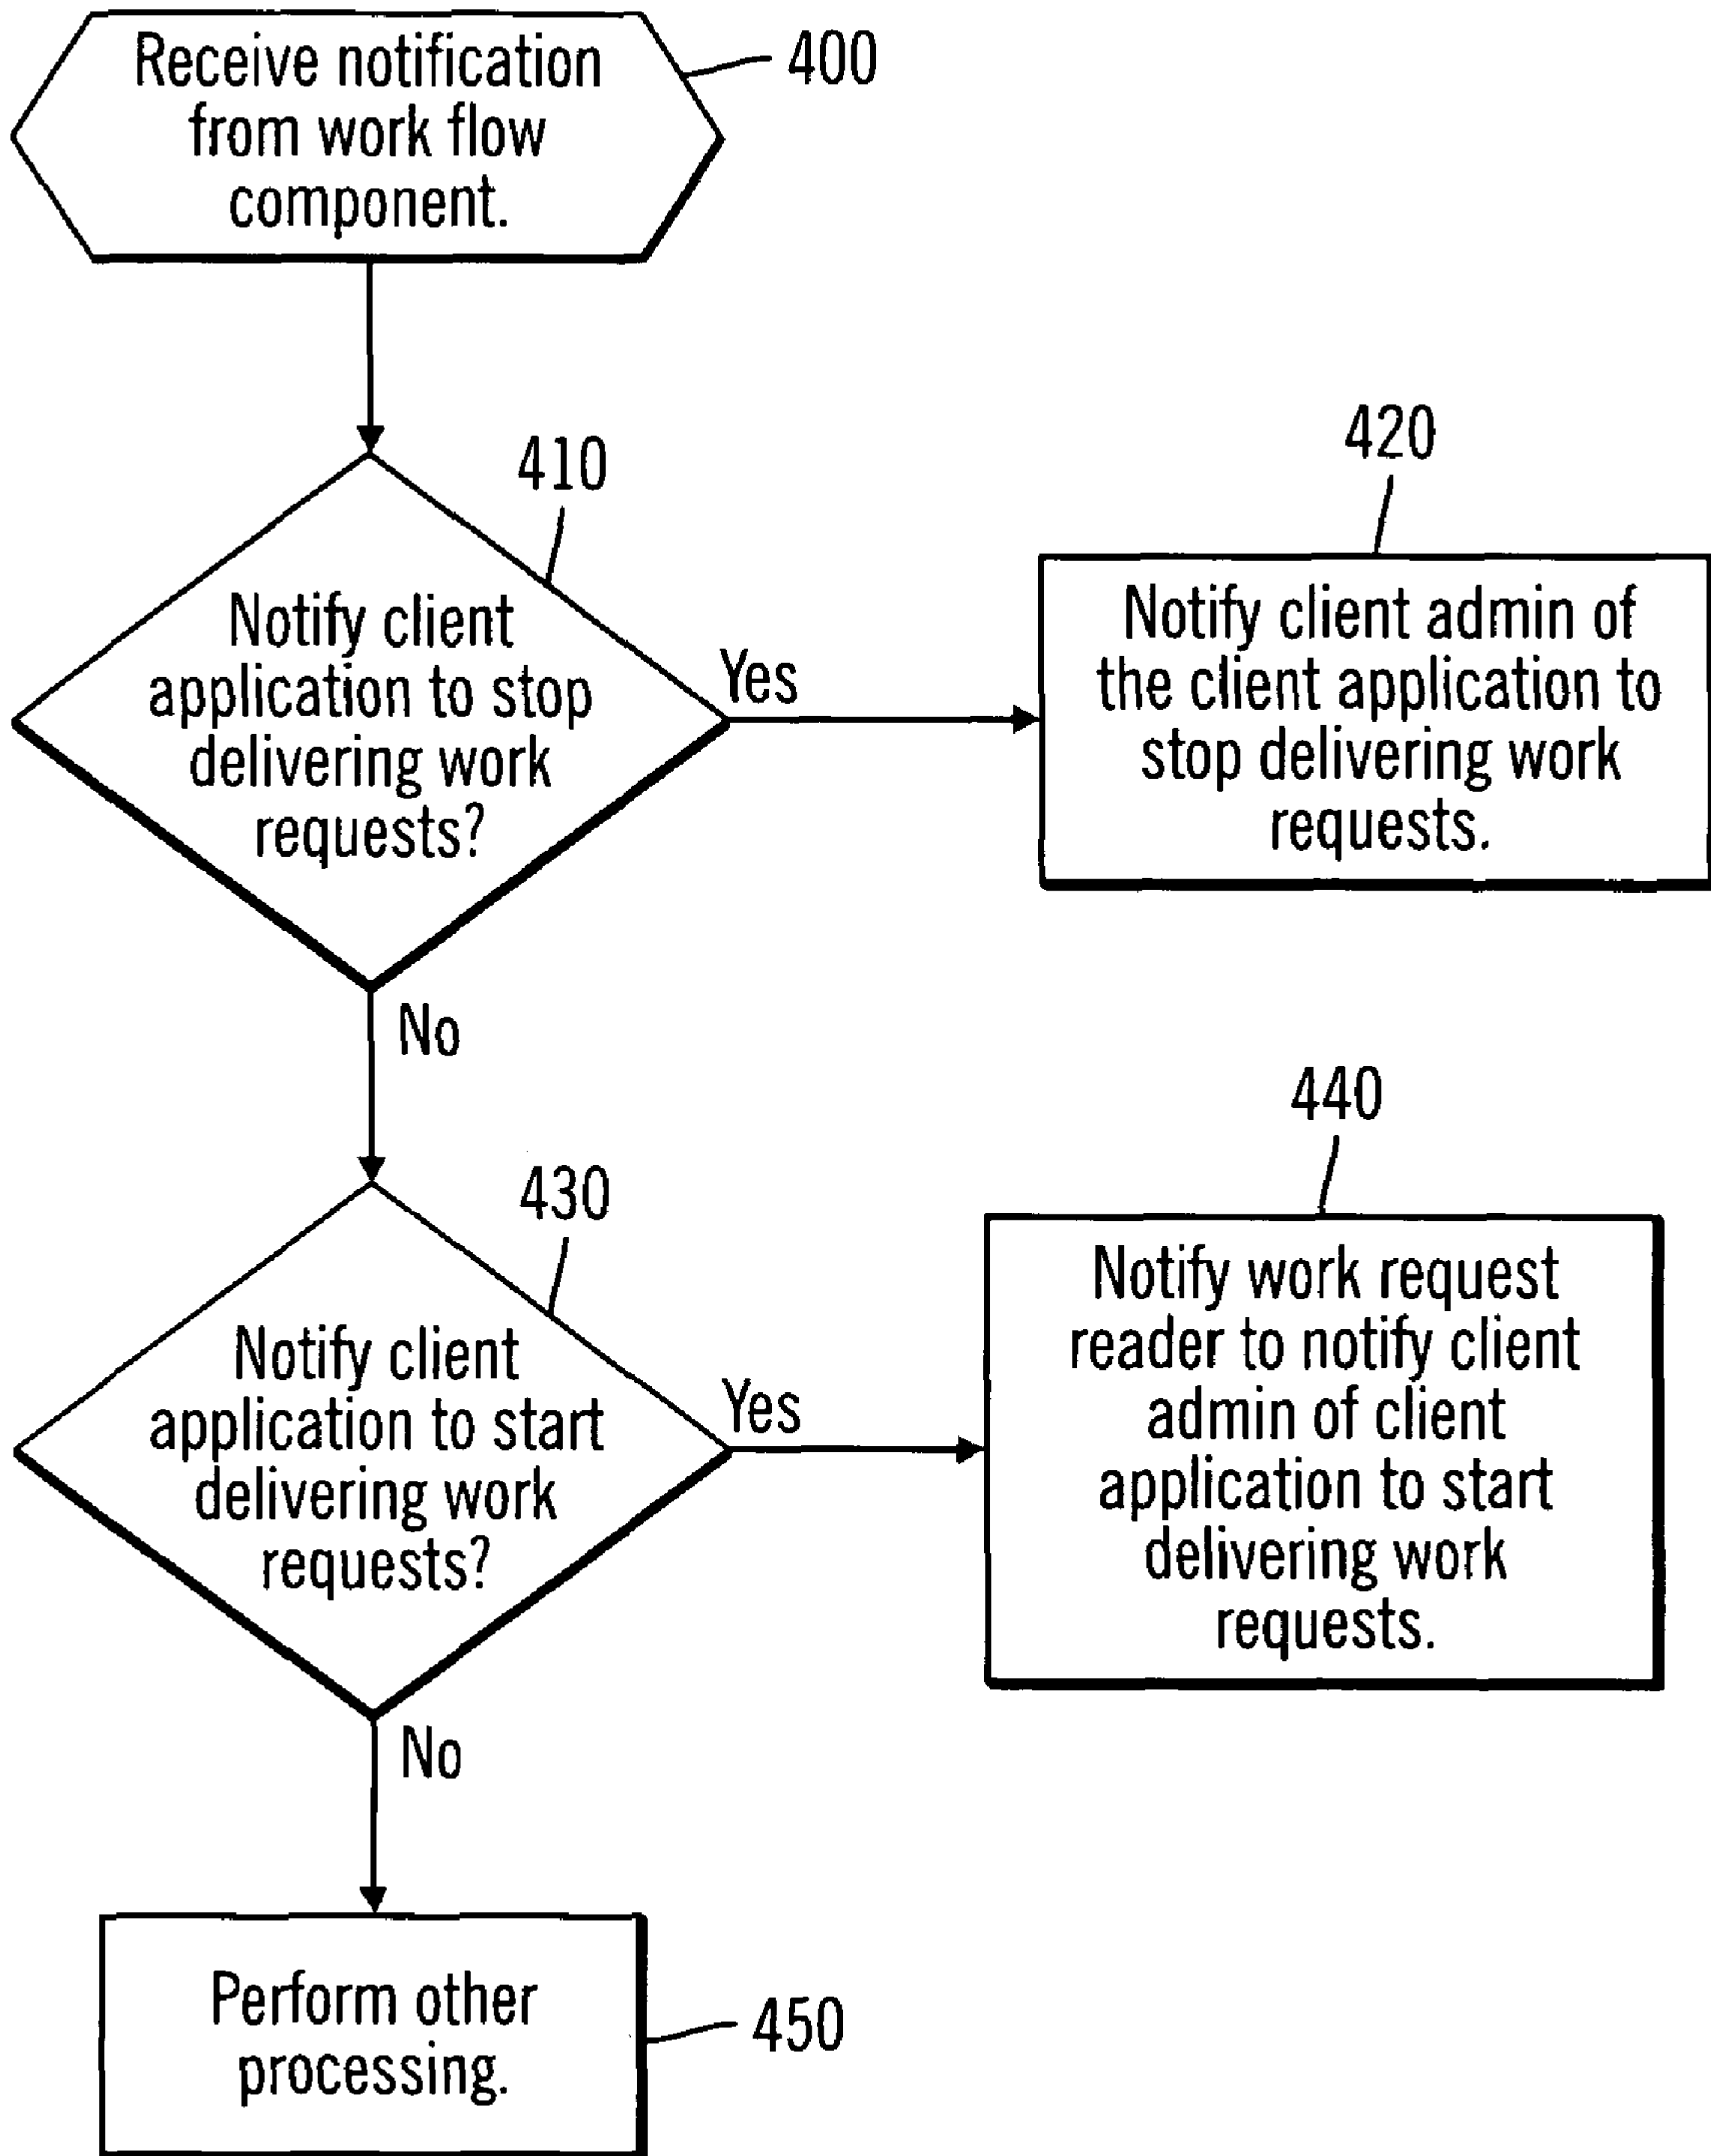 Receive notification
from work flow
component.
400
410
Notify client
application to stop
delivering work
requests?
Yes
420
Notify client admin of
the client application to
stop delivering work
requests.
No
430
Notify client
application to start
delivering work
requests?
Yes
440
Notify work request
reader to notify client
admin of client
application to start
delivering work
requests.
No
Perform other
processing.
450